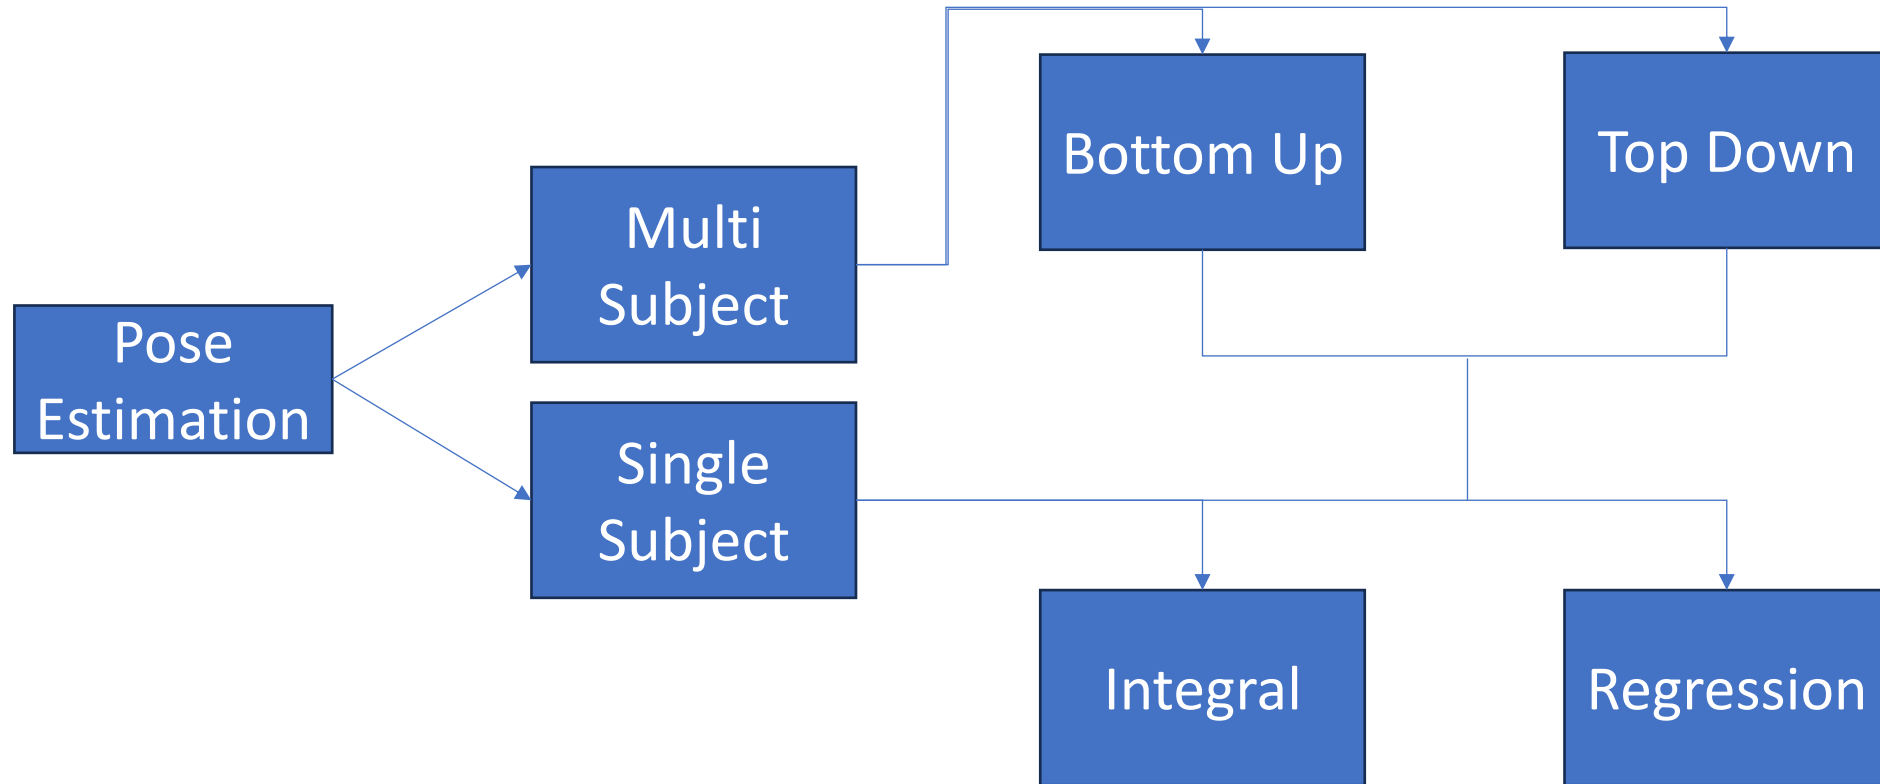 Pose
Estimation
Multi
Subject
Single
Subject
Bottom Up
Top Down
Integral
Regression